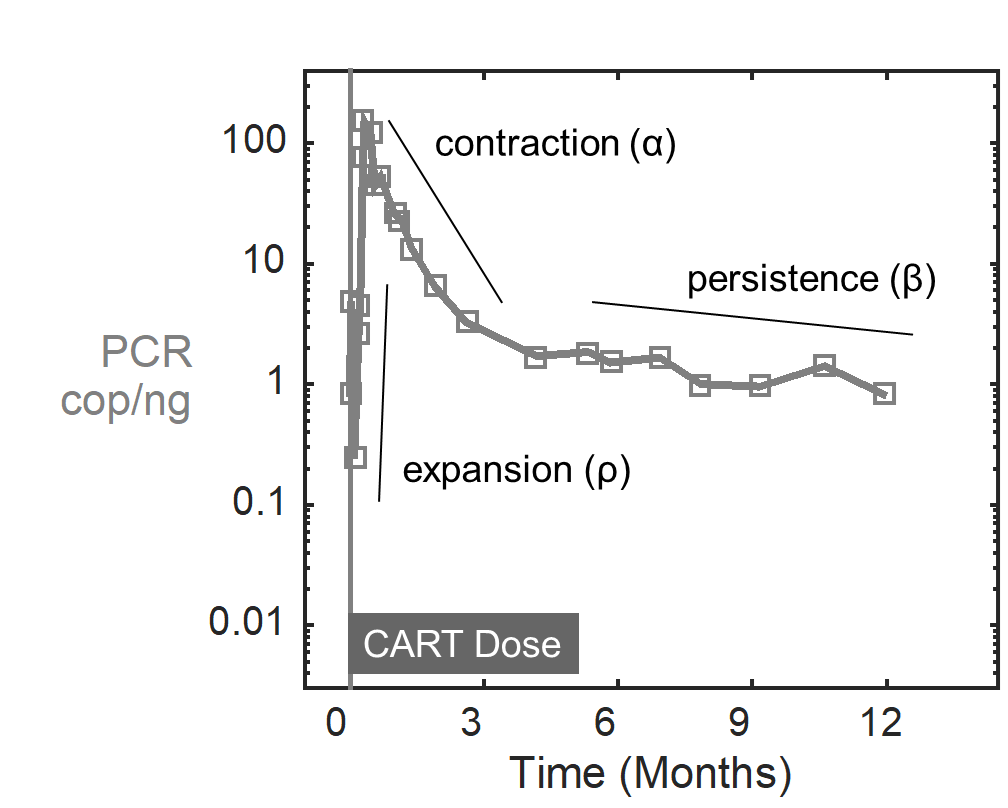 100
10
1
0.1
0.01
PCR
cop/ng
contraction (α)
persistence (β)
expansion (ρ)
CART Dose
0 3 6 9 12
Time (Months)